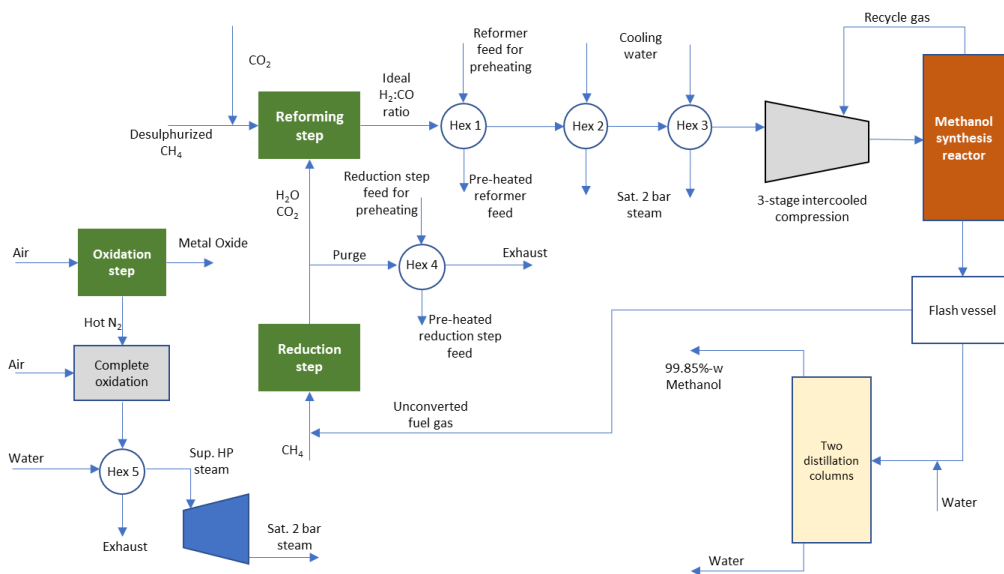 Recycle gas
Reformer
feed for
preheating
Cooling
water
CO₂
Ideal
H₂:CO
ratio
Reforming
step
Hex 1
Hex 2
Hex 3
Methanol
synthesis
reactor
Desulphurized
CH₄
Pre-heated
reformer
feed
Sat. 2 bar
steam
3-stage intercooled
compression
H₂O
CO₂
Reduction step
feed for
preheating
Metal Oxide
Air
Oxidation
step
Purge
Hex 4
Exhaust
Hot N₂
Pre-heated
reduction step
feed
Flash vessel
Air
Complete
oxidation
Reduction
step
99.85%-w
Methanol
Unconverted
fuel gas
CH₄
Two
distillation
columns
Water
Hex 5
Sup. HP
steam
Water
Exhaust
Sat. 2 bar
steam
Water